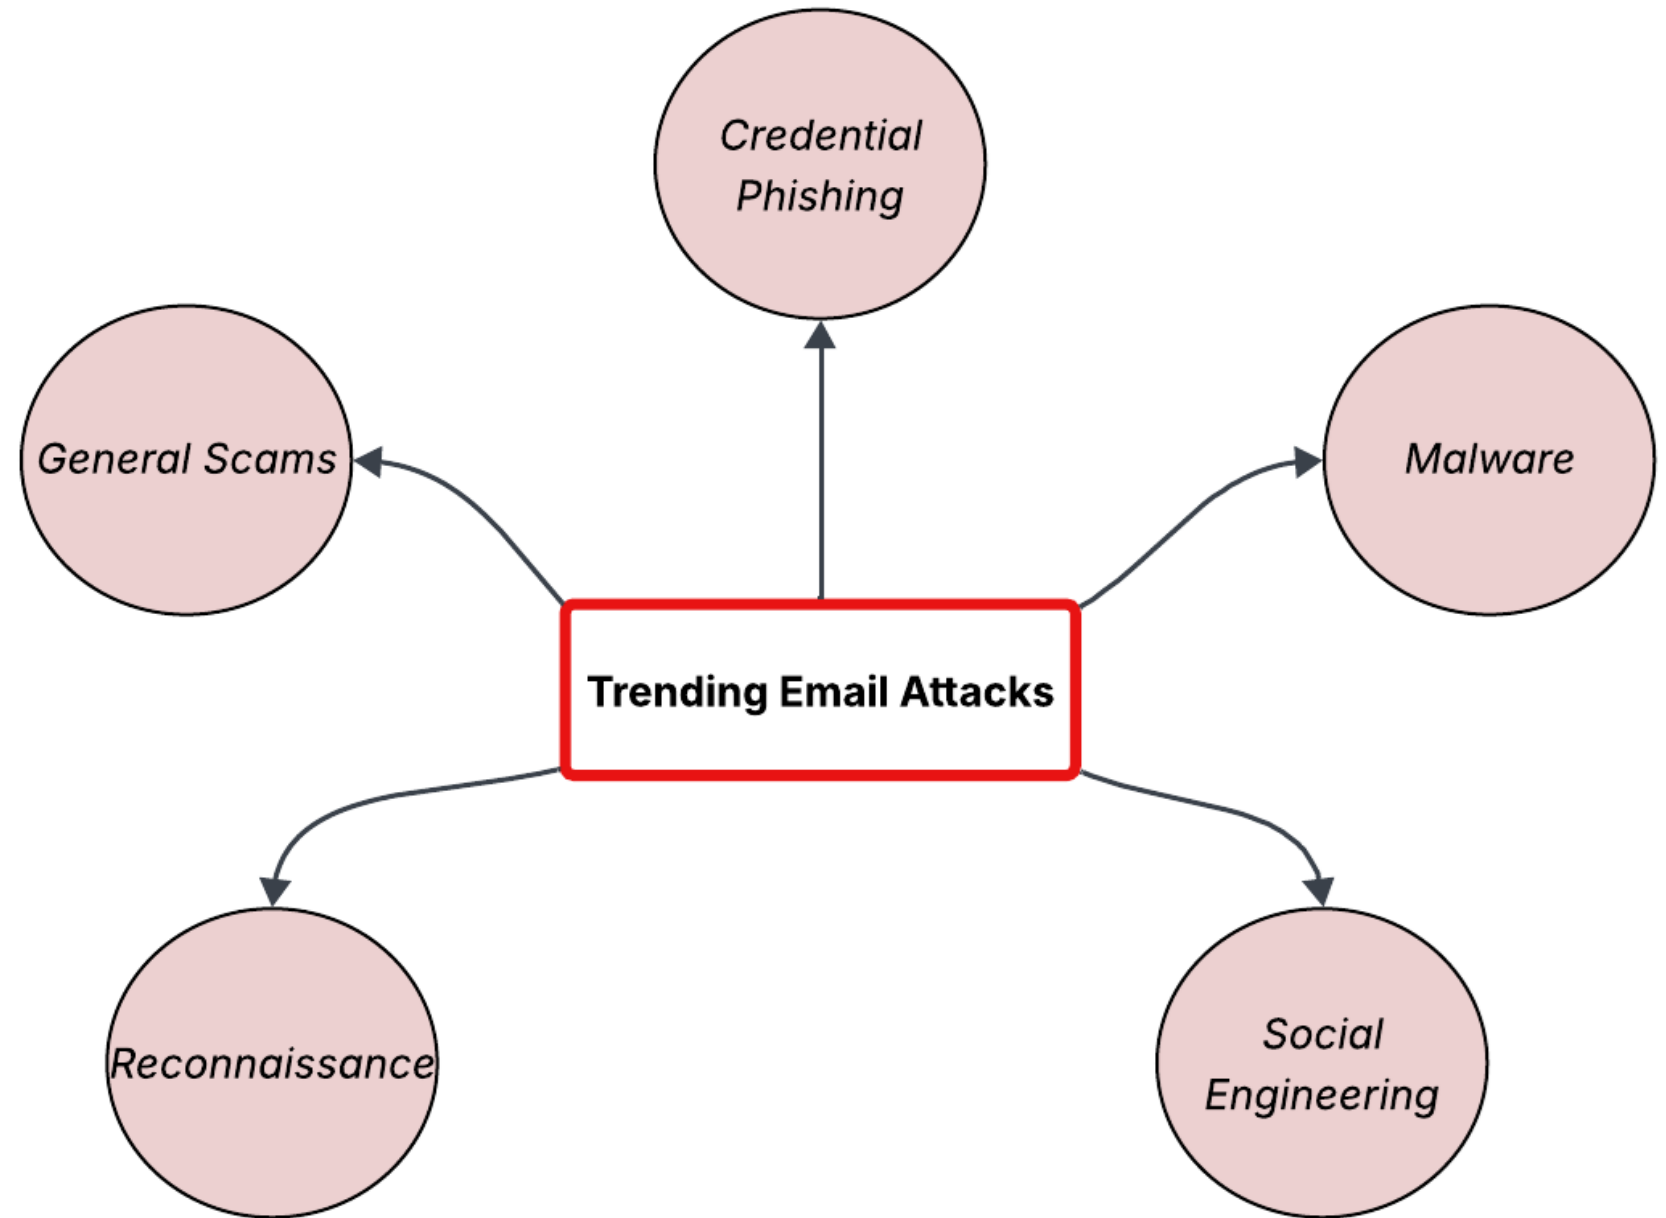 Credential
Phishing
General Scams
Malware
Trending Email Attacks
Reconnaissance
Social
Engineering